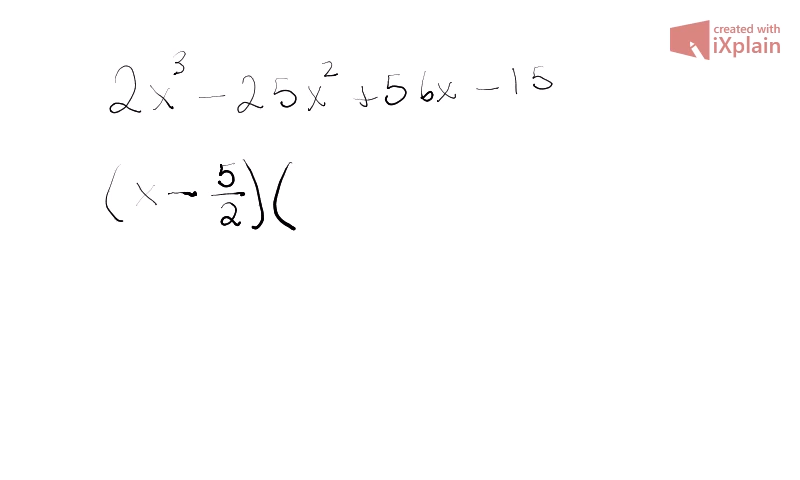 created with
iXplain
2x³ − 25x² + 56x − 15
(x − 5/2)(